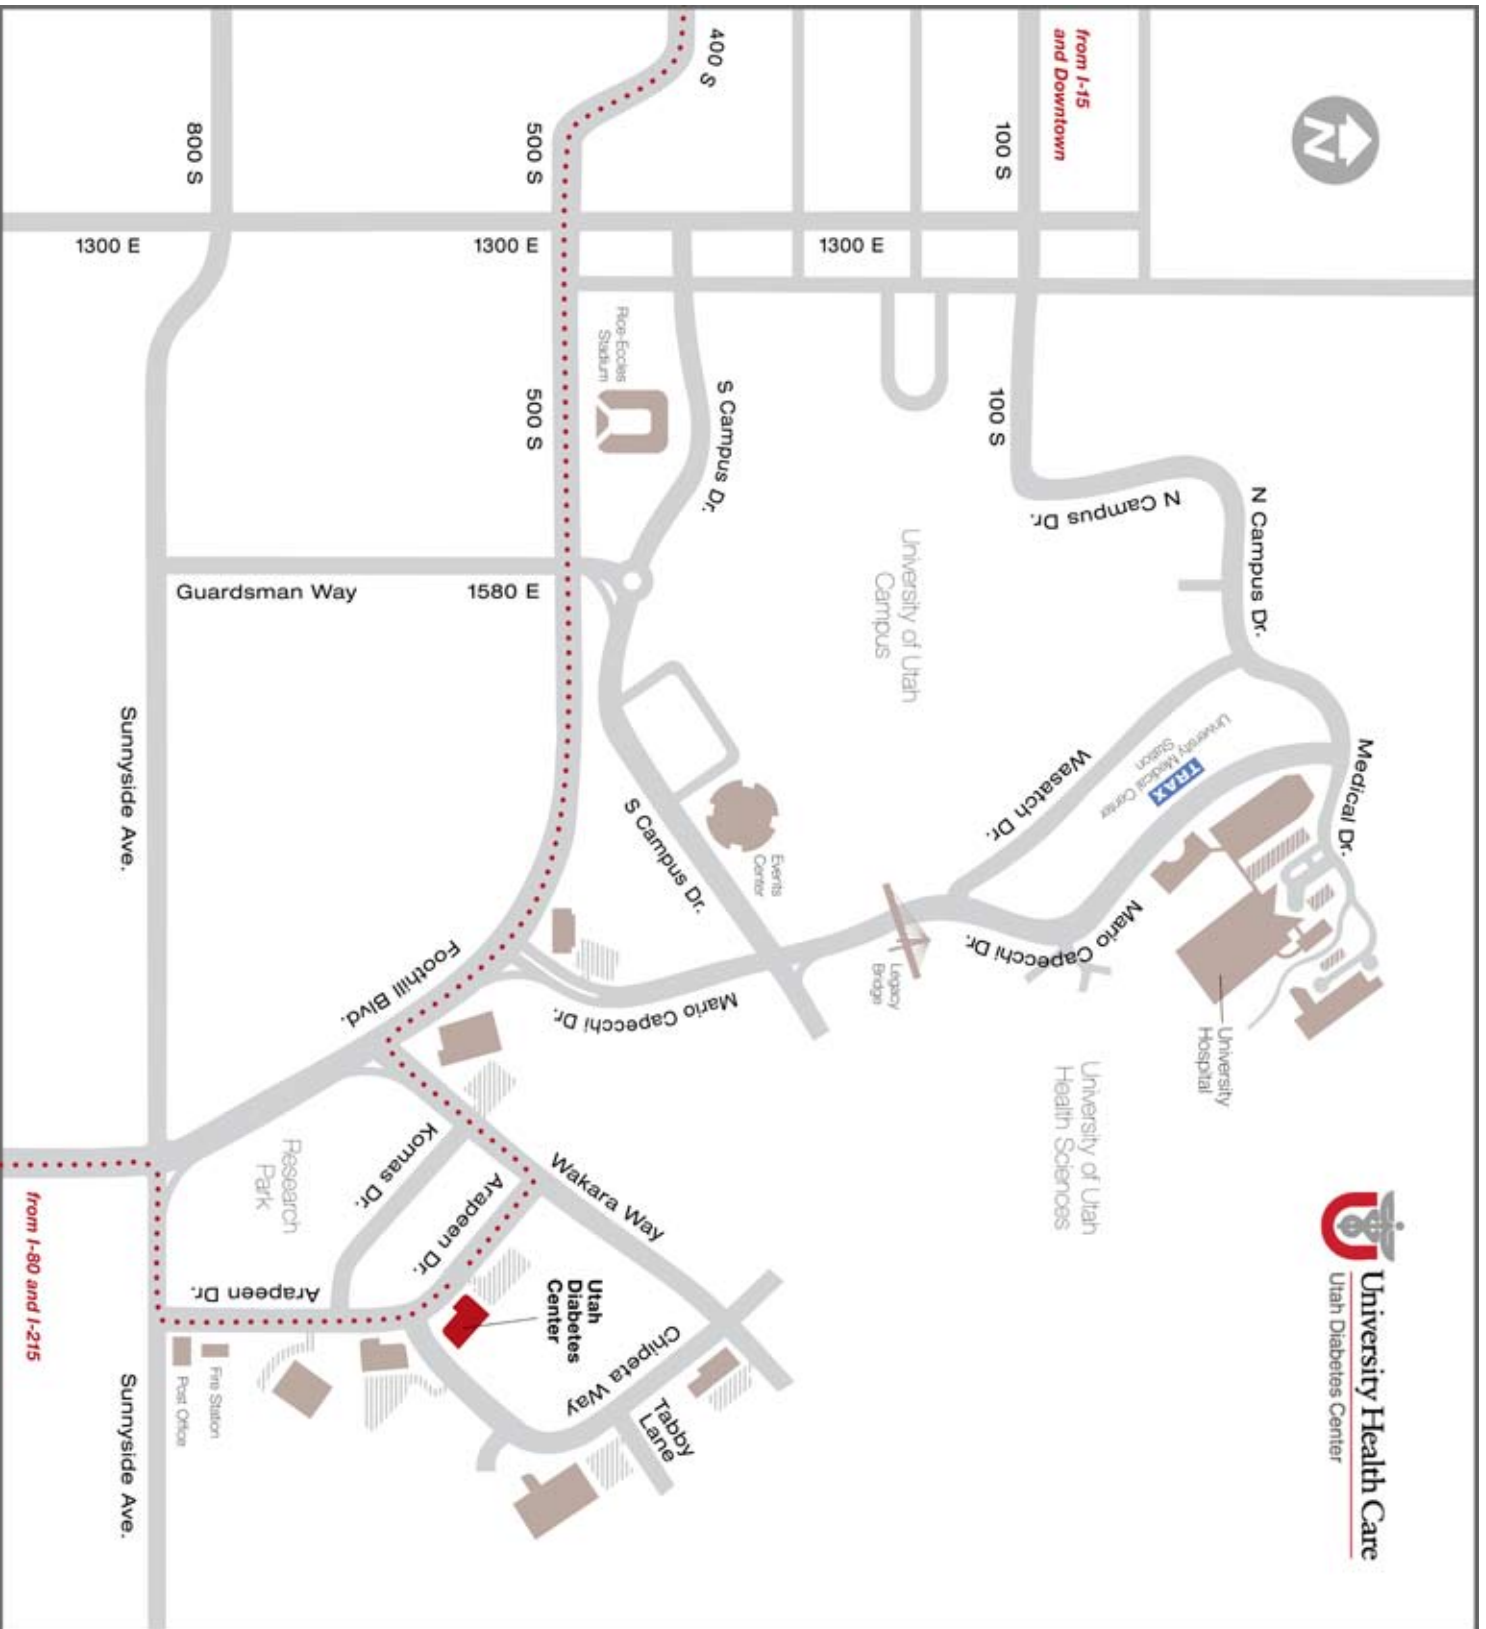 University Health Care
Utah Diabetes Center
N
from I-15
and Downtown
100 S
100 S
400 S
500 S
500 S
800 S
1300 E
1300 E
1300 E
N Campus Dr.
N Campus Dr.
Medical Dr.
Wasatch Dr.
TRAX
University Medical Center
Station
Mario Capecchi Dr.
University
Hospital
University of Utah
Campus
University of Utah
Health Sciences
Legacy
Bridge
S Campus Dr.
Rice-Eccles
Stadium
Events
Center
S Campus Dr.
Mario Capecchi Dr.
1580 E
Guardsman Way
Foothill Blvd.
Sunnyside Ave.
Wakara Way
Komas Dr.
Arapeen Dr.
Research
Park
Utah
Diabetes
Center
Chipeta Way
Tabby
Lane
Arapeen Dr.
Fire Station
Post Office
Sunnyside Ave.
from I-80 and I-215